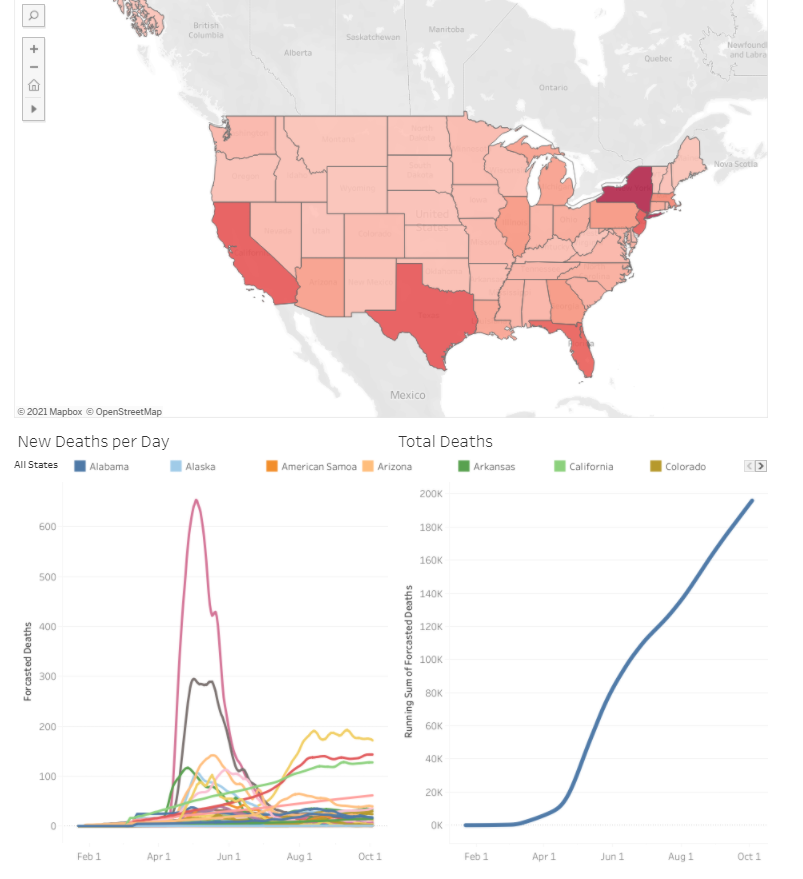 British
Columbia
Alberta
Saskatchewan
Manitoba
Ontario
Quebec
Newfound
and Labra
Nova Scotia
United
States
Mexico
© 2021 Mapbox © OpenStreetMap
New Deaths per Day
Total Deaths
All States
Alabama
Alaska
American Samoa
Arizona
Arkansas
California
Colorado
Forcasted Deaths
600
500
400
300
200
100
0
Feb 1
Apr 1
Jun 1
Aug 1
Oct 1
Running Sum of Forcasted Deaths
200K
180K
160K
140K
120K
100K
80K
60K
40K
20K
0K
Feb 1
Apr 1
Jun 1
Aug 1
Oct 1